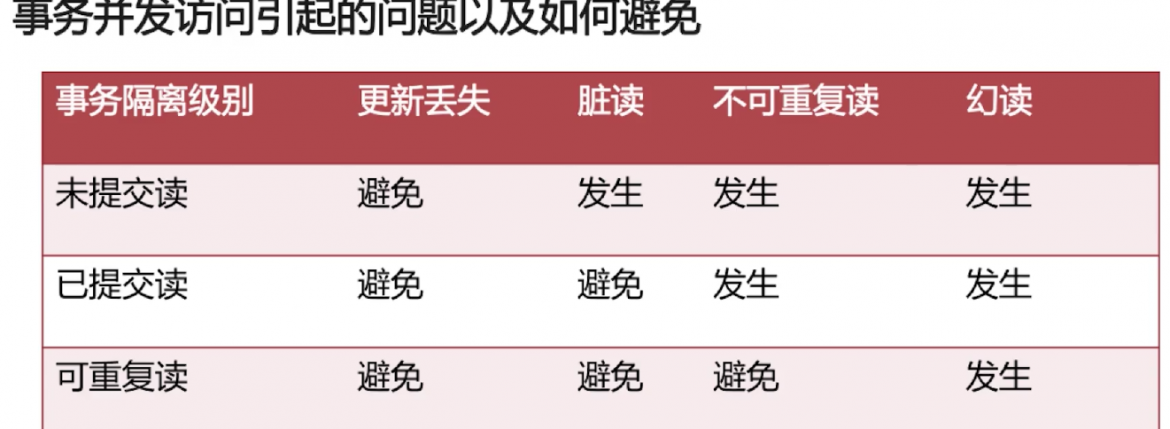 事务并发访问引起的问题以及如何避免
事务隔离级别 更新丢失 脏读 不可重复读 幻读
未提交读 避免 发生 发生 发生
已提交读 避免 避免 发生 发生
可重复读 避免 避免 避免 发生